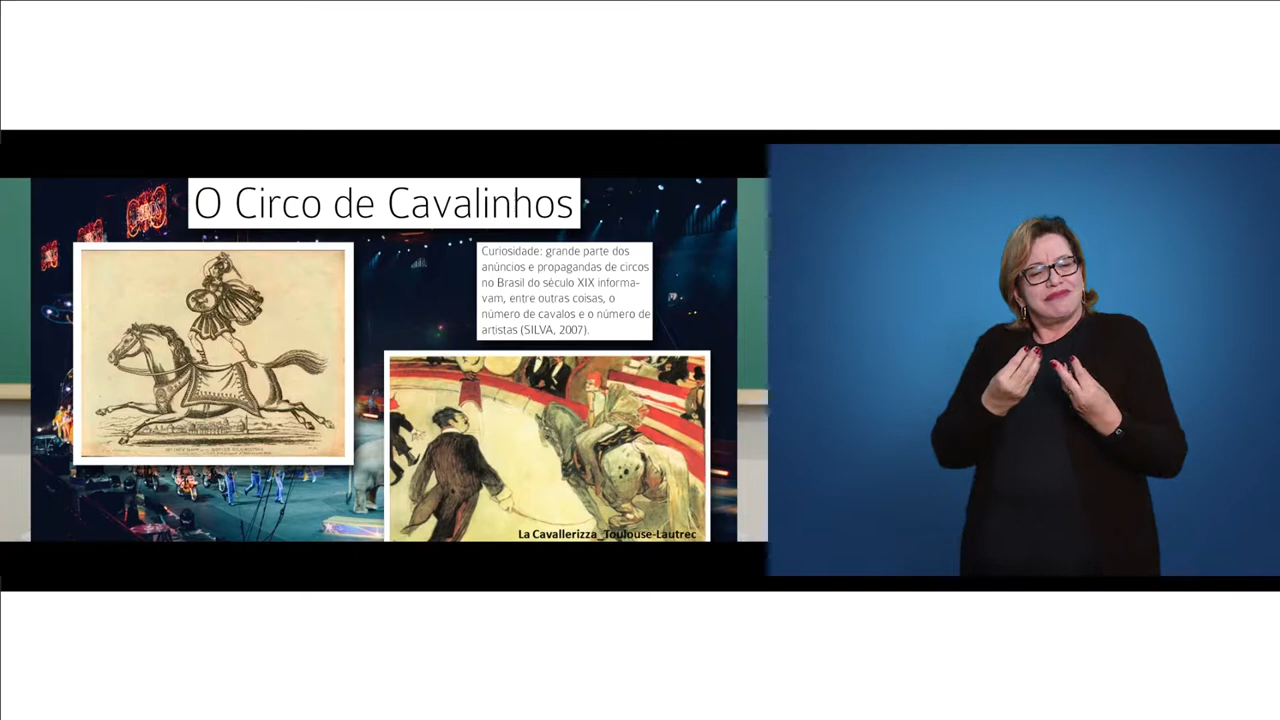 O Circo de Cavalinhos
Curiosidade: grande parte dos
anúncios e propagandas de circos
no Brasil do século XIX informa-
vam, entre outras coisas, o
número de cavalos e o número de
artistas (SILVA, 2007).
La Cavallerizza_Toulouse-Lautrec